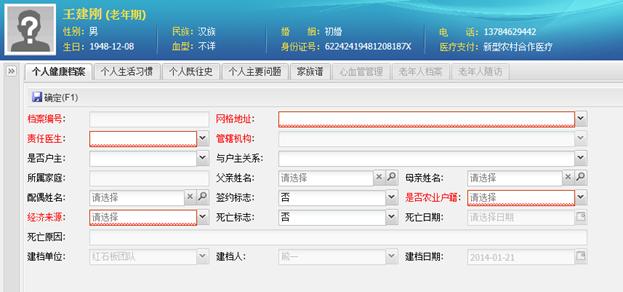 王建刚 (老年期)
性别：男 民族：汉族 婚 姻：初婚 电 话：13784629442
生日：1948-12-08 血型：不详 身份证号：62242419481208187X 医疗支付：新型农村合作医疗
个人健康档案 个人生活习惯 个人既往史 个人主要问题 家族谱 心血管管理 老年人档案 老年人随访
确定(F1)
档案编号： 网格地址：
责任医生： 管辖机构：
是否户主： 与户主关系：
所属家庭： 父亲姓名： 请选择 母亲姓名： 请选择
配偶姓名： 请选择 签约标志： 否 是否农业户籍： 请选择
经济来源： 请选择 死亡标志： 否 死亡日期： 请选择日期
死亡原因：
建档单位： 红石板团队 建档人： 建档日期： 2014-01-21